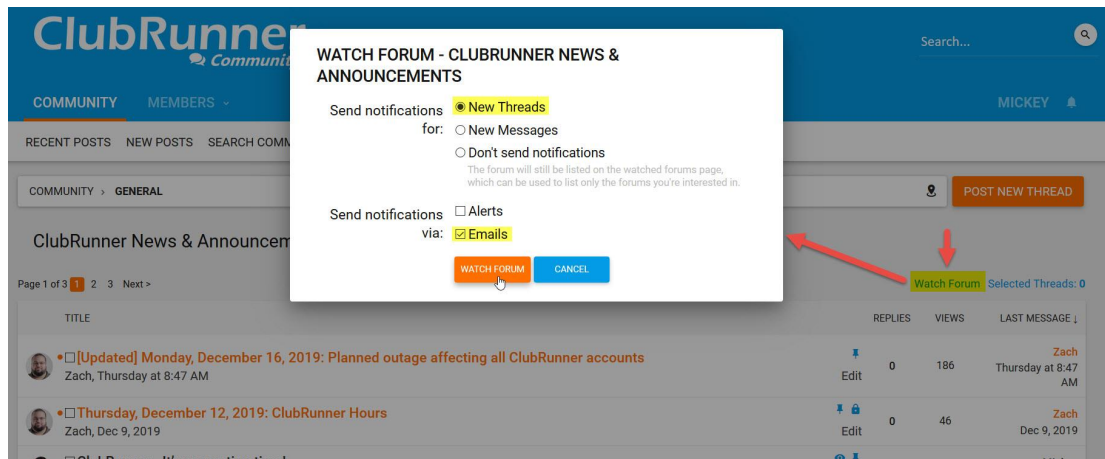 ClubRunne
Communit
Search...
COMMUNITY MEMBERS
MICKEY
RECENT POSTS NEW POSTS SEARCH COMM
COMMUNITY > GENERAL
POST NEW THREAD
WATCH FORUM - CLUBRUNNER NEWS &
ANNOUNCEMENTS
Send notifications
for:
New Threads
New Messages
Don't send notifications
The forum will still be listed on the watched forums page,
which can be used to list only the forums you're interested in.
Send notifications
via:
Alerts
Emails
WATCH FORUM CANCEL
ClubRunner News & Announcem
Page 1 of 3 1 2 3 Next >
Watch Forum Selected Threads: 0
TITLE REPLIES VIEWS LAST MESSAGE ↓
[Updated] Monday, December 16, 2019: Planned outage affecting all ClubRunner accounts
Zach, Thursday at 8:47 AM
Edit
0 186
Zach
Thursday at 8:47
AM
Thursday, December 12, 2019: ClubRunner Hours
Zach, Dec 9, 2019
Edit
0 46
Zach
Dec 9, 2019